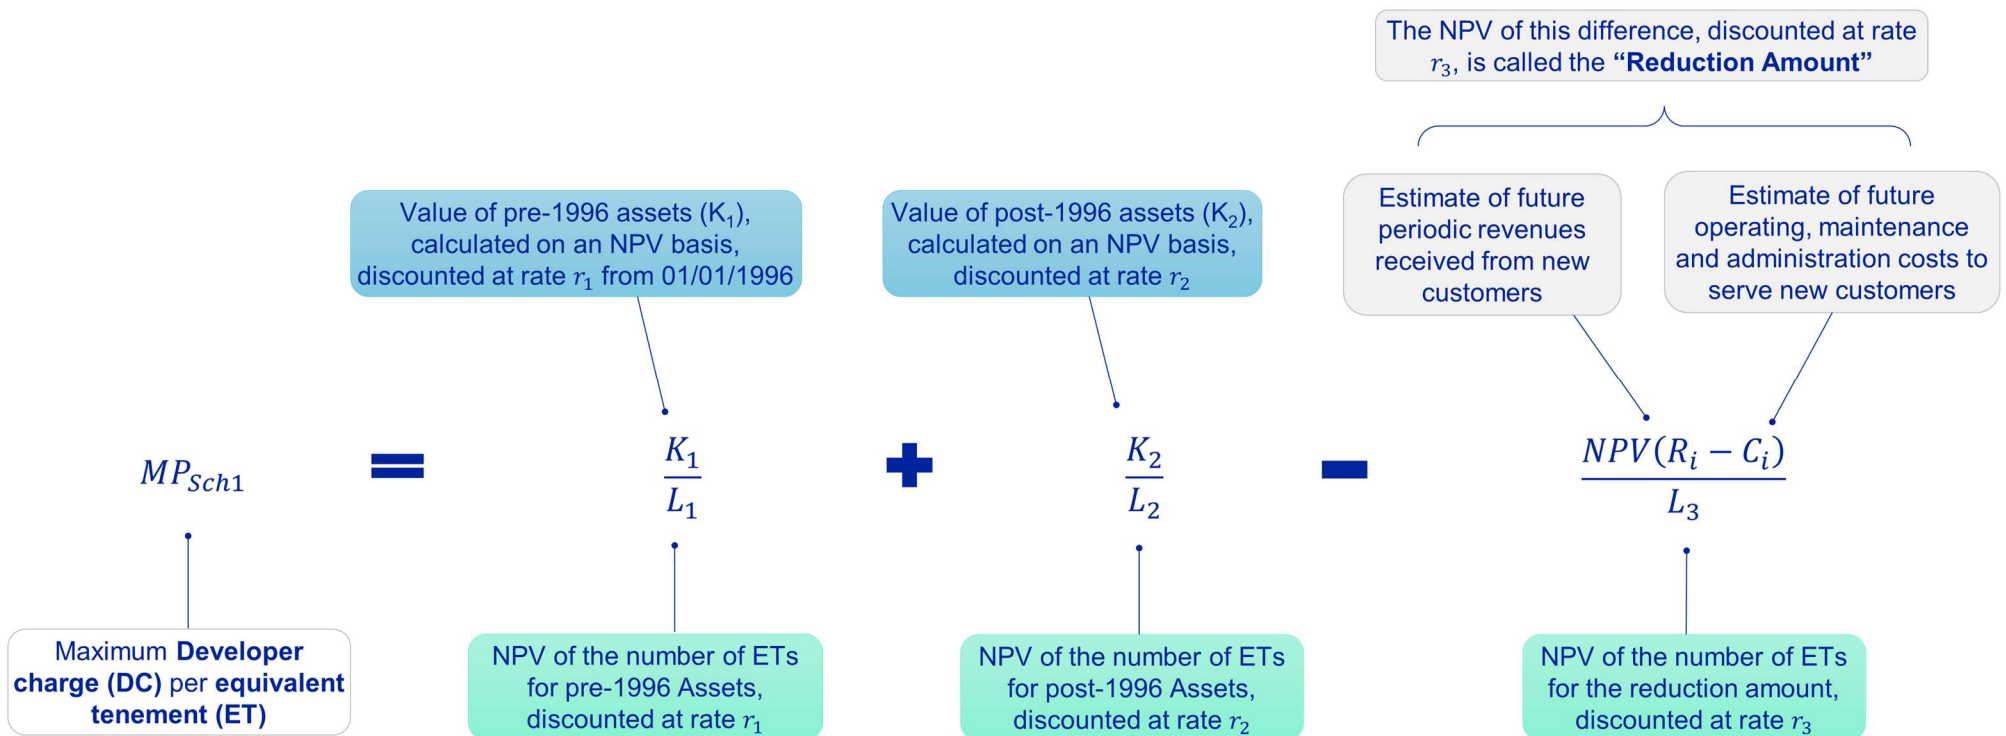 The NPV of this difference, discounted at rate
r₃, is called the “Reduction Amount”
Value of pre-1996 assets (K₁),
calculated on an NPV basis,
discounted at rate r₁ from 01/01/1996
Value of post-1996 assets (K₂),
calculated on an NPV basis,
discounted at rate r₂
Estimate of future
periodic revenues
received from new
customers
Estimate of future
operating, maintenance
and administration costs to
serve new customers
MP_Sch1
=
K₁
L₁
+
K₂
L₂
−
NPV(Rᵢ − Cᵢ)
L₃
Maximum Developer
charge (DC) per equivalent
tenement (ET)
NPV of the number of ETs
for pre-1996 Assets,
discounted at rate r₁
NPV of the number of ETs
for post-1996 Assets,
discounted at rate r₂
NPV of the number of ETs
for the reduction amount,
discounted at rate r₃